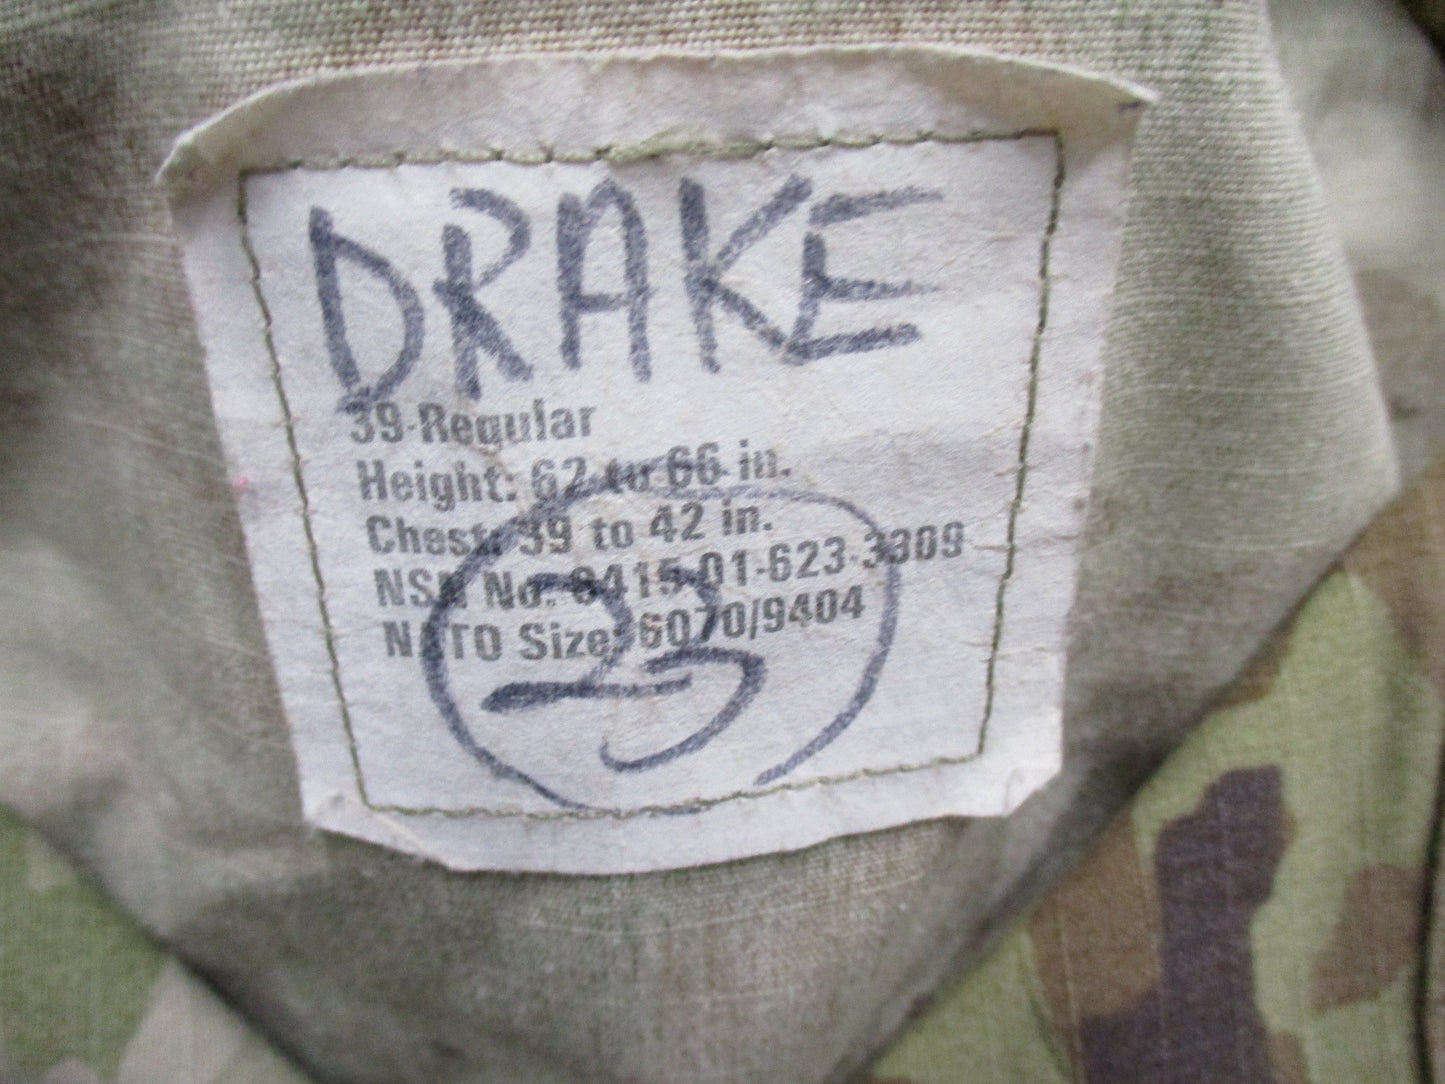 DRAKE
39-Regular
Height: 62 to 66 in.
Chest: 39 to 42 in.
NSN No. 8415-01-623-3309
NATO Size: 6070/9404
23